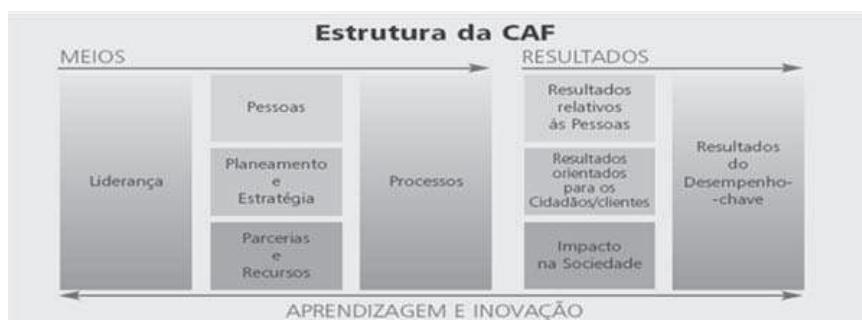 Estrutura da CAF
MEIOS
RESULTADOS
Liderança
Pessoas
Planeamento
e
Estratégia
Parcerias
e
Recursos
Processos
Resultados
relativos
ás Pessoas
Resultados
orientados
para os
Cidadãos/clientes
Impacto
na Sociedade
Resultados
do
Desempenho-
-chave
APRENDIZAGEM E INOVAÇÃO